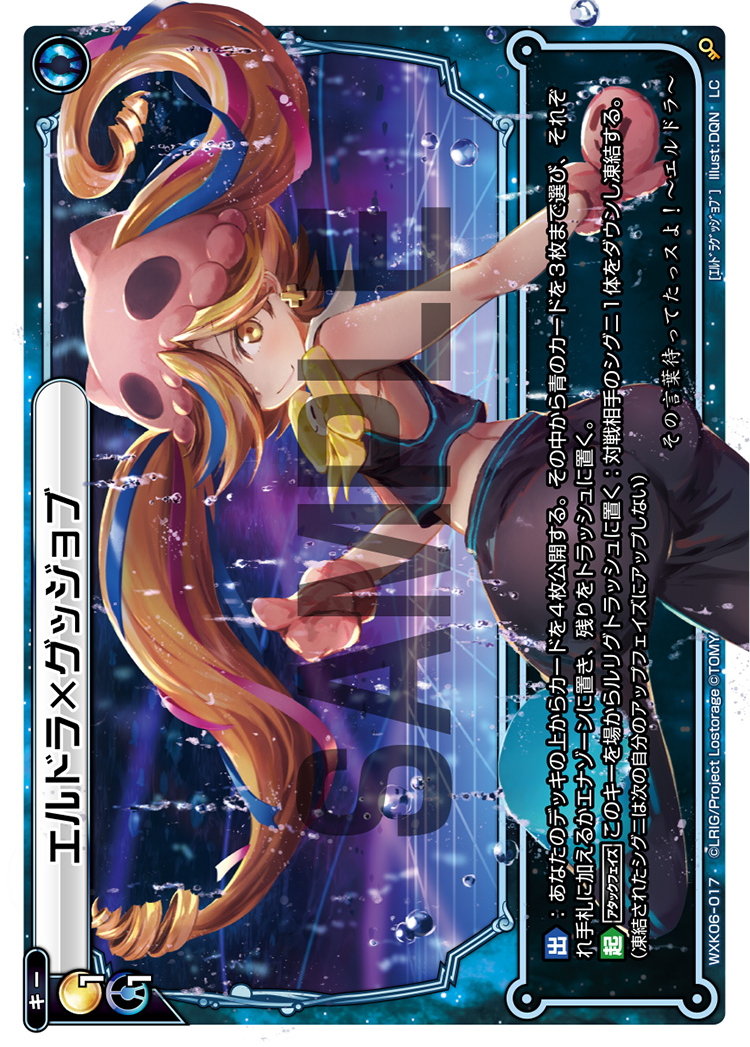 キー
エルドラ×グッジョブ
1
1
SAMPLE
出：あなたのデッキの上からカードを4枚公開する。その中から青のカードを3枚まで選び、それぞ
れ手札に加えるかエナゾーンに置き、残りをトラッシュに置く。
起 アタックフェイズ このキーを場からルリグトラッシュに置く：対戦相手のシグニ1体をダウンし凍結する。
(凍結されたシグニは次の自分のアップフェイズにアップしない)
その言葉待ってたっスよ！～エルドラ～
WXK06-017 ・ ©LRIG/Project Lostorage ©TOMY
[ｴﾙﾄﾞﾗｸﾞｯｼﾞｮﾌﾞ] Illust:DQN ・ LC